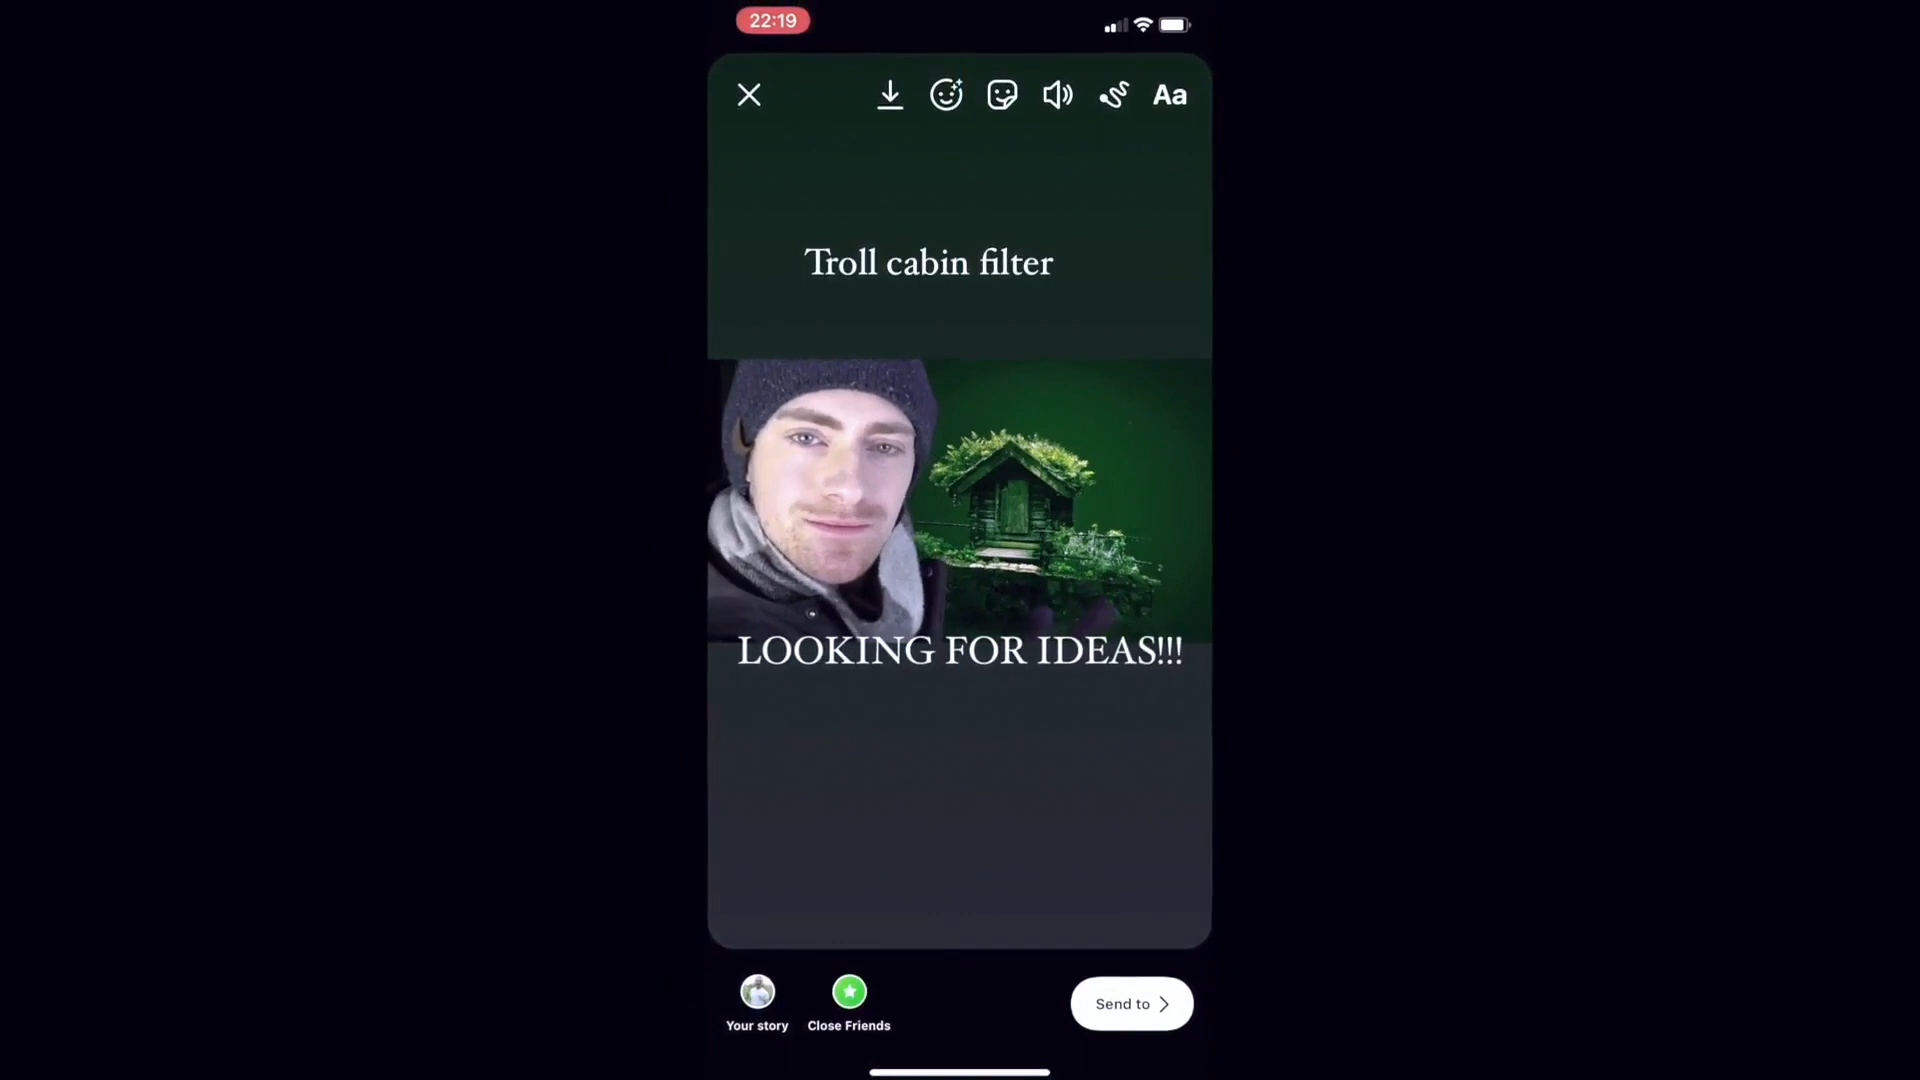 22:19
Aa
Troll cabin filter
LOOKING FOR IDEAS!!!
Your story
Close Friends
Send to